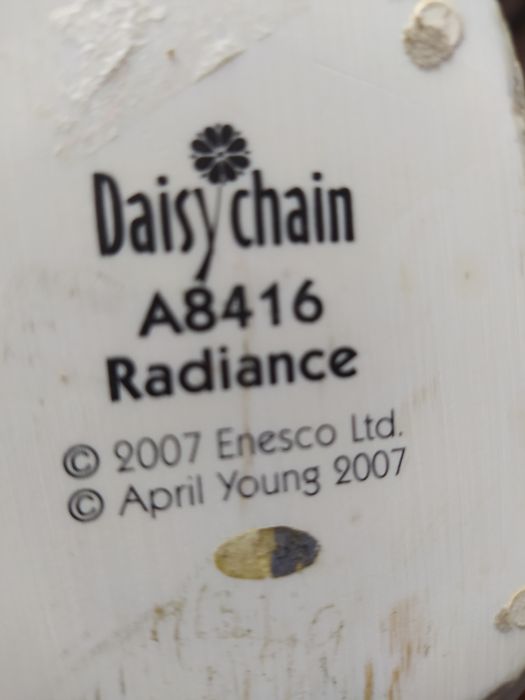 Daisychain
A8416
Radiance
© 2007 Enesco Ltd.
© April Young 2007